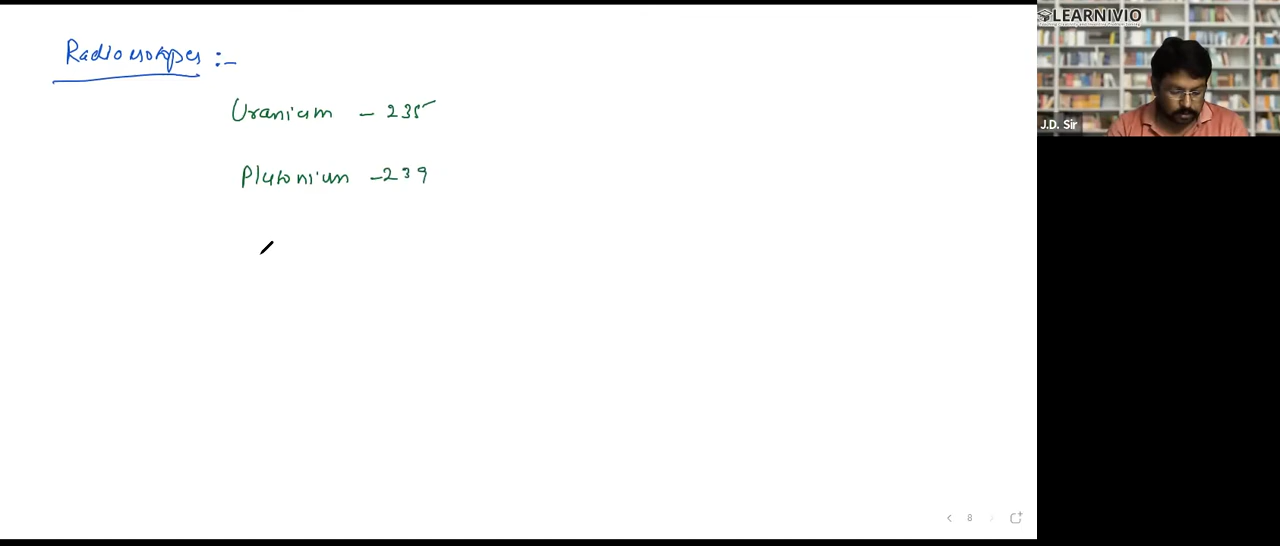 Radioisotopes :-
Uranium - 235
Plutonium - 239
LEARNIVIO
J.D. Sir
8